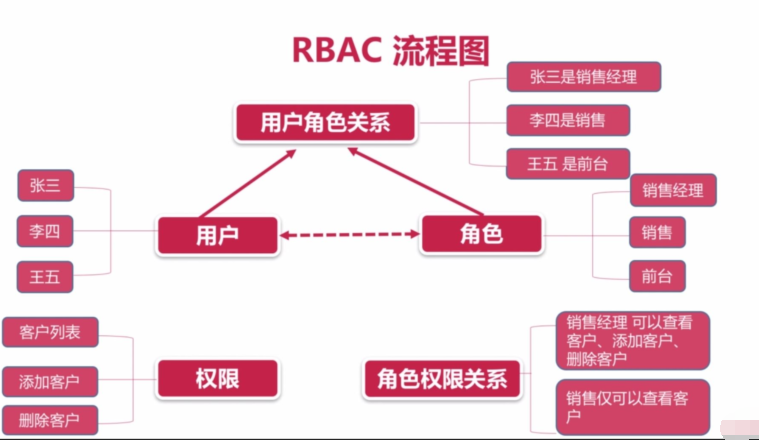 RBAC 流程图
用户角色关系
张三是销售经理
李四是销售
王五 是前台
张三
李四
王五
用户
角色
销售经理
销售
前台
客户列表
添加客户
删除客户
权限
角色权限关系
销售经理 可以查看
客户、添加客户、
删除客户
销售仅可以查看客
户